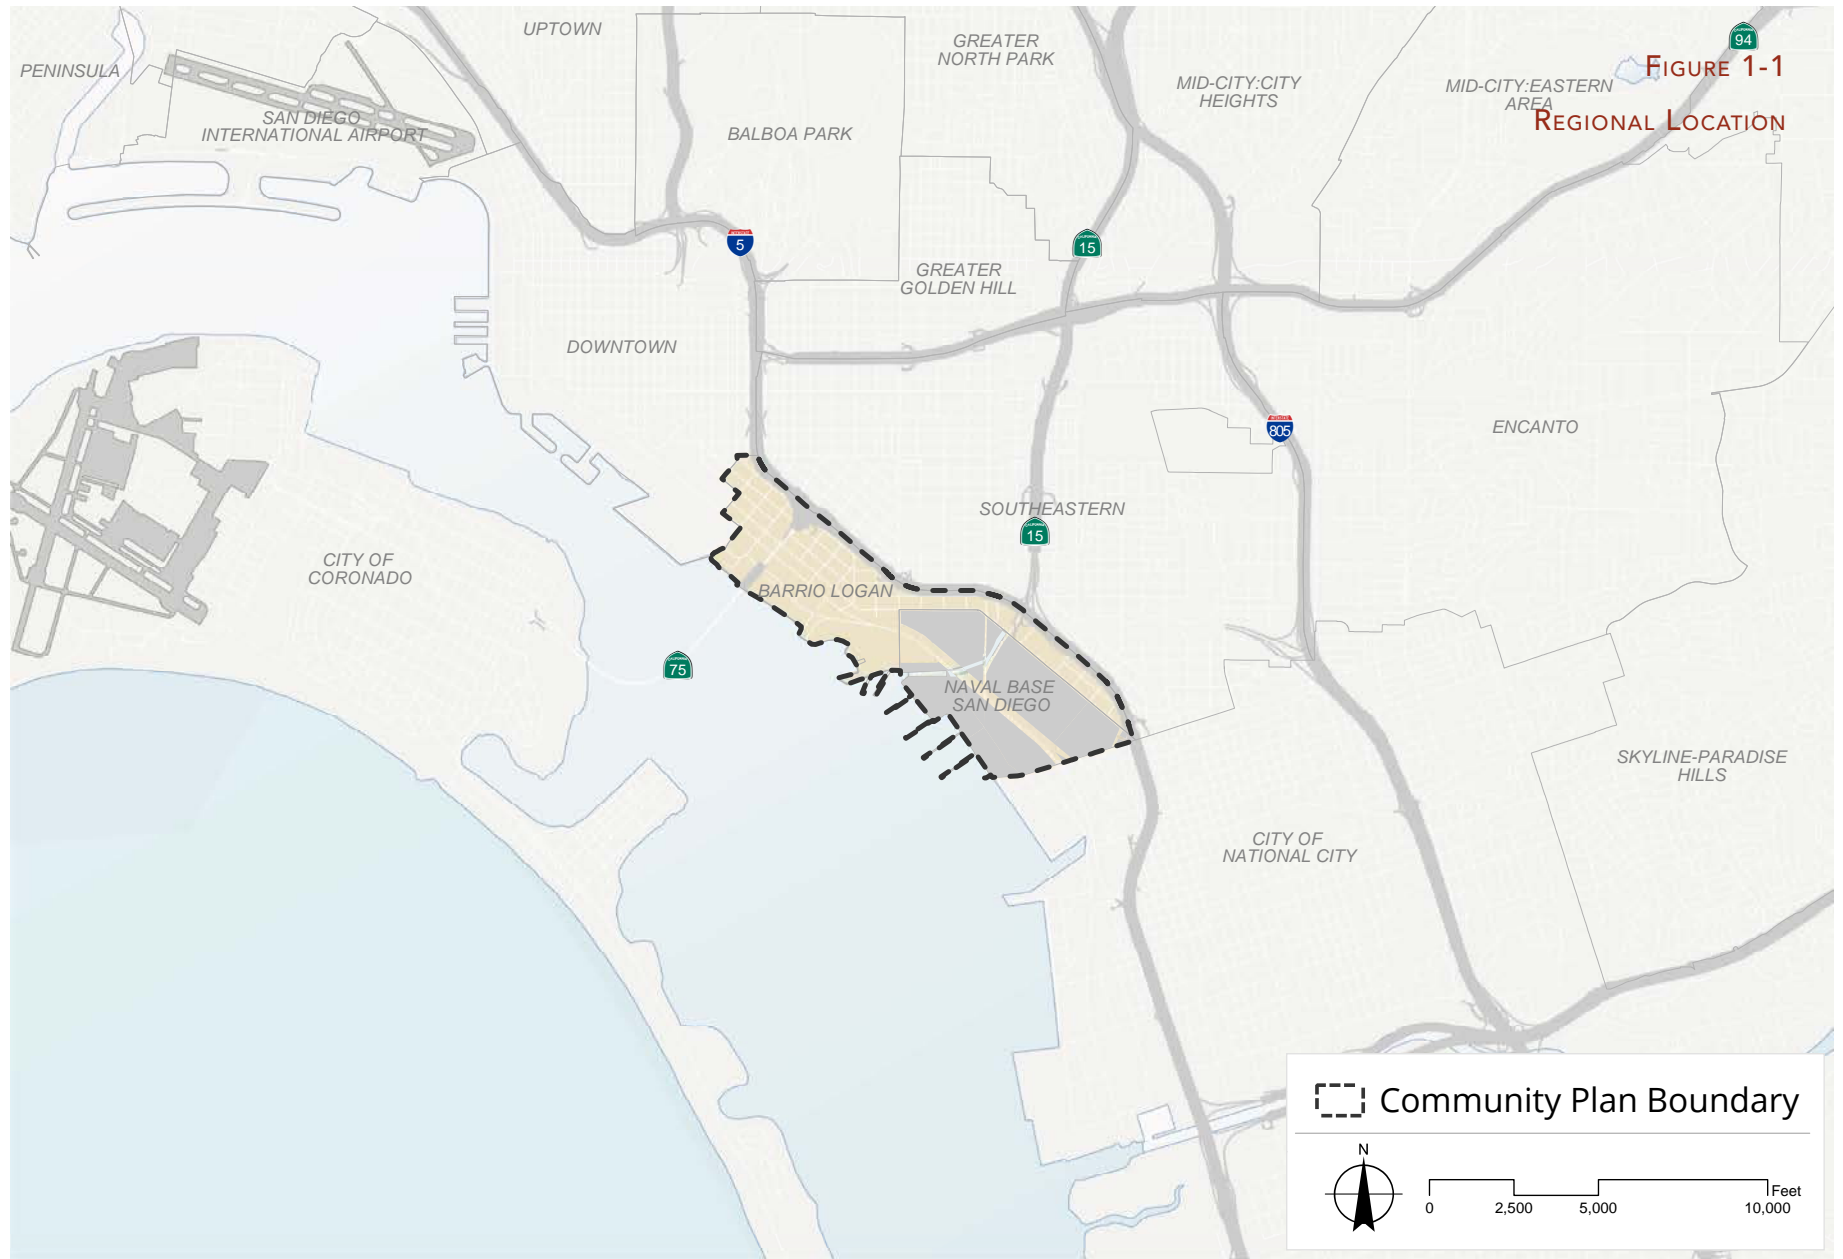 UPTOWN
GREATER
NORTH PARK
PENINSULA
MID-CITY:CITY
HEIGHTS
MID-CITY:EASTERN
AREA
94
FIGURE 1-1
REGIONAL LOCATION
SAN DIEGO
INTERNATIONAL AIRPORT
BALBOA PARK
5
15
GREATER
GOLDEN HILL
DOWNTOWN
805
ENCANTO
SOUTHEASTERN
15
CITY OF
CORONADO
BARRIO LOGAN
75
NAVAL BASE
SAN DIEGO
SKYLINE-PARADISE
HILLS
CITY OF
NATIONAL CITY
Community Plan Boundary
N
Feet
0 2,500 5,000 10,000